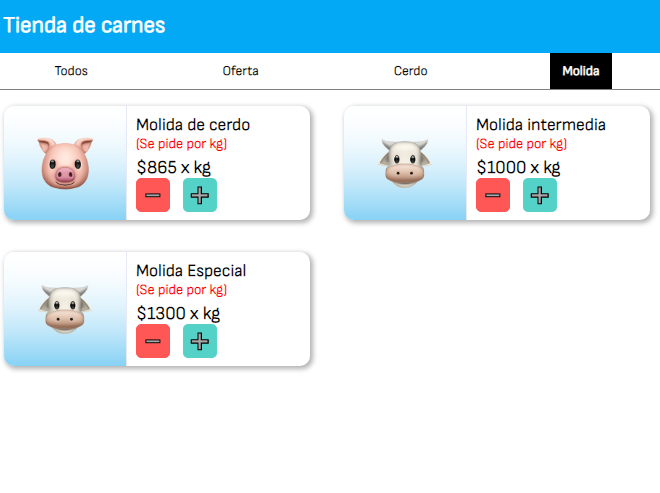 Tienda de carnes
Todos
Oferta
Cerdo
Molida
Molida de cerdo
(Se pide por kg)
$865 x kg
Molida intermedia
(Se pide por kg)
$1000 x kg
Molida Especial
(Se pide por kg)
$1300 x kg